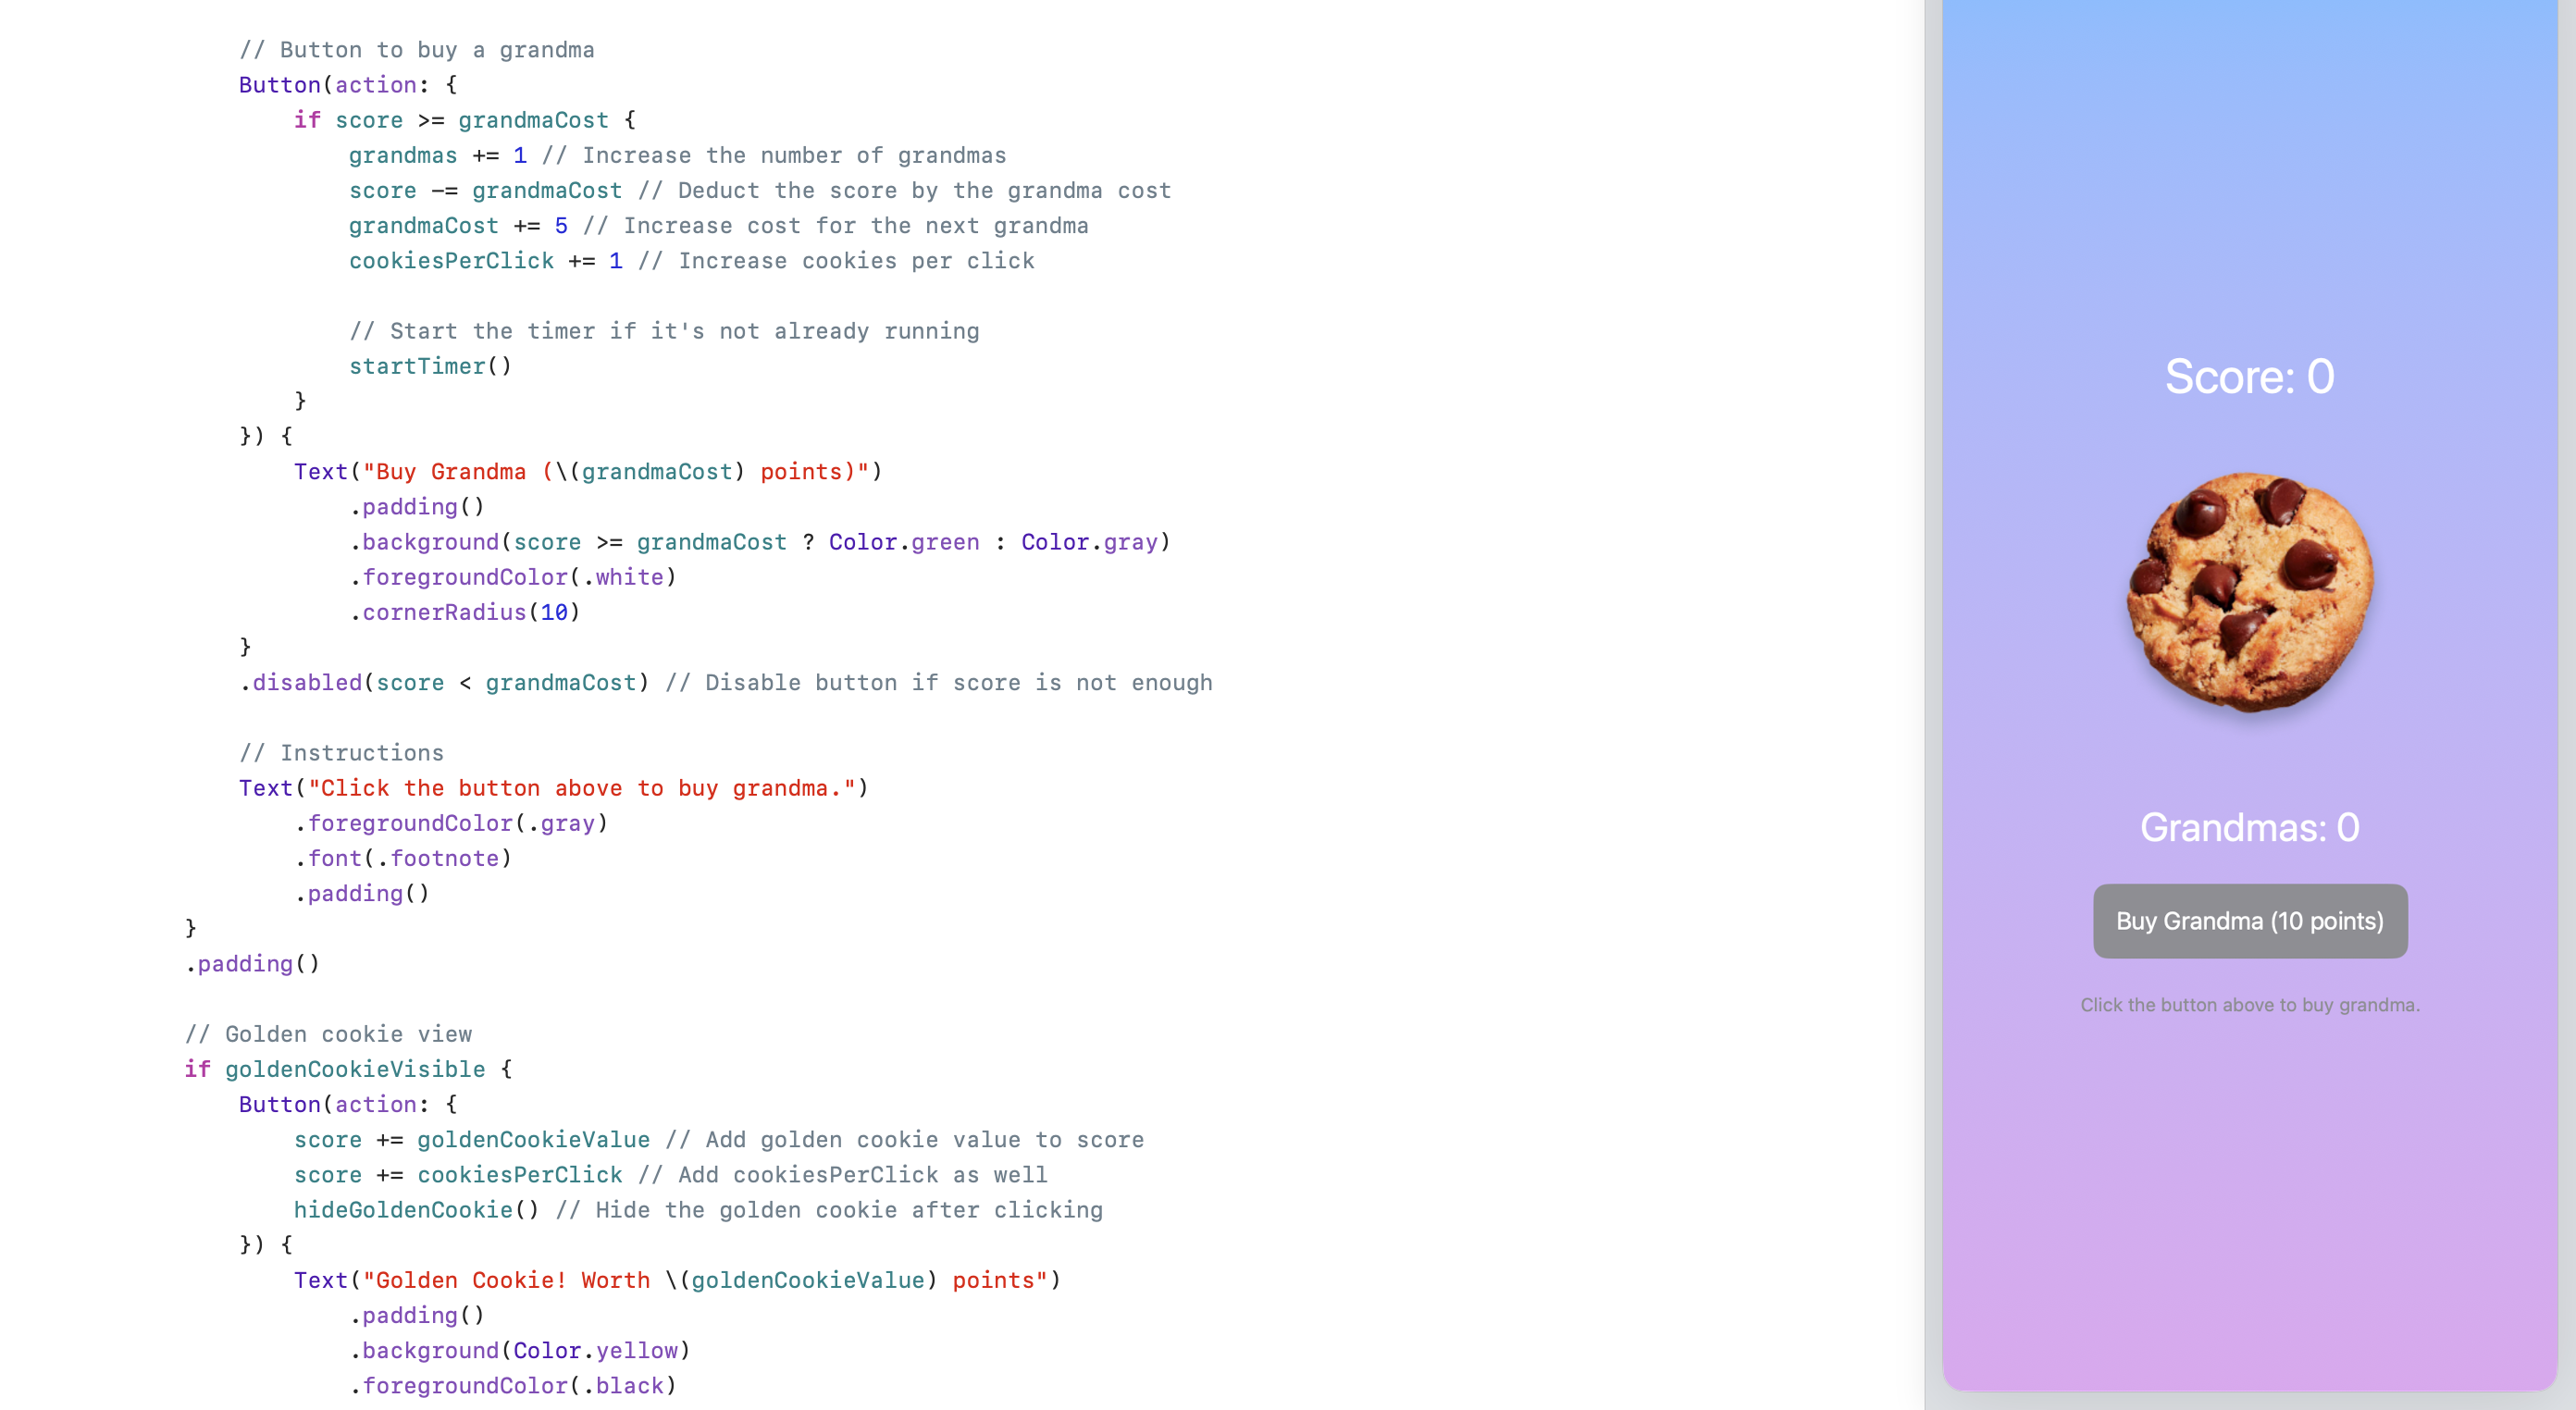 // Button to buy a grandma
Button(action: {
if score >= grandmaCost {
grandmas += 1 // Increase the number of grandmas
score -= grandmaCost // Deduct the score by the grandma cost
grandmaCost += 5 // Increase cost for the next grandma
cookiesPerClick += 1 // Increase cookies per click
// Start the timer if it's not already running
startTimer()
}
}) {
Text("Buy Grandma (\(grandmaCost) points)")
.padding()
.background(score >= grandmaCost ? Color.green : Color.gray)
.foregroundColor(.white)
.cornerRadius(10)
}
.disabled(score < grandmaCost) // Disable button if score is not enough
// Instructions
Text("Click the button above to buy grandma.")
.foregroundColor(.gray)
.font(.footnote)
.padding()
}
.padding()
// Golden cookie view
if goldenCookieVisible {
Button(action: {
score += goldenCookieValue // Add golden cookie value to score
score += cookiesPerClick // Add cookiesPerClick as well
hideGoldenCookie() // Hide the golden cookie after clicking
}) {
Text("Golden Cookie! Worth \(goldenCookieValue) points")
.padding()
.background(Color.yellow)
.foregroundColor(.black)
Score: 0
Grandmas: 0
Buy Grandma (10 points)
Click the button above to buy grandma.